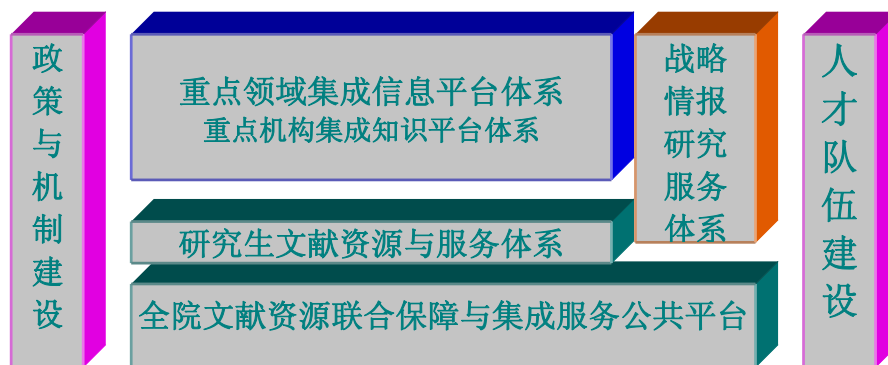 政策与机制建设
重点领域集成信息平台体系
重点机构集成知识平台体系
战略
情报
研究
服务
体系
研究生文献资源与服务体系
全院文献资源联合保障与集成服务公共平台
人才队伍建设